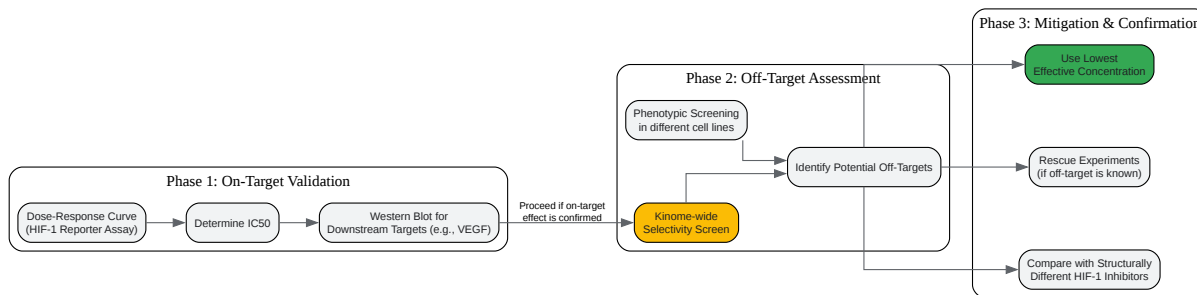 Phase 1: On-Target Validation
Dose-Response Curve
(HIF-1 Reporter Assay)
Determine IC50
Western Blot for
Downstream Targets (e.g., VEGF)
Proceed if on-target
effect is confirmed
Phase 2: Off-Target Assessment
Phenotypic Screening
in different cell lines
Kinome-wide
Selectivity Screen
Identify Potential Off-Targets
Phase 3: Mitigation & Confirmation
Use Lowest
Effective Concentration
Rescue Experiments
(if off-target is known)
Compare with Structurally
Different HIF-1 Inhibitors